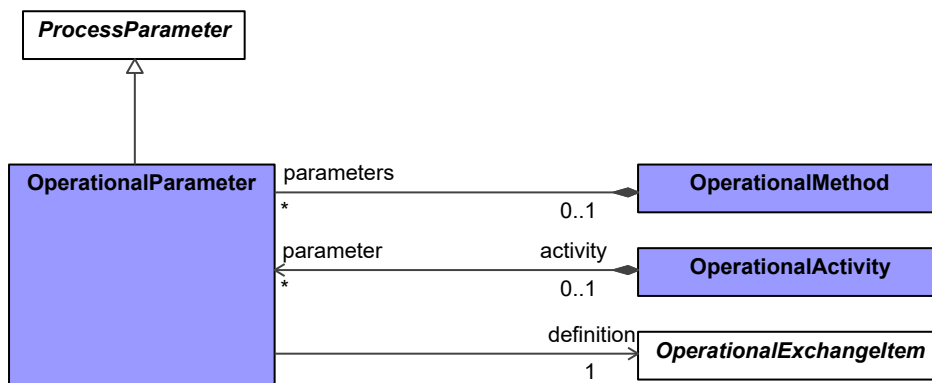 ProcessParameter
OperationalParameter
parameters
*
0..1
OperationalMethod
parameter
activity
*
0..1
OperationalActivity
definition
1
OperationalExchangeItem